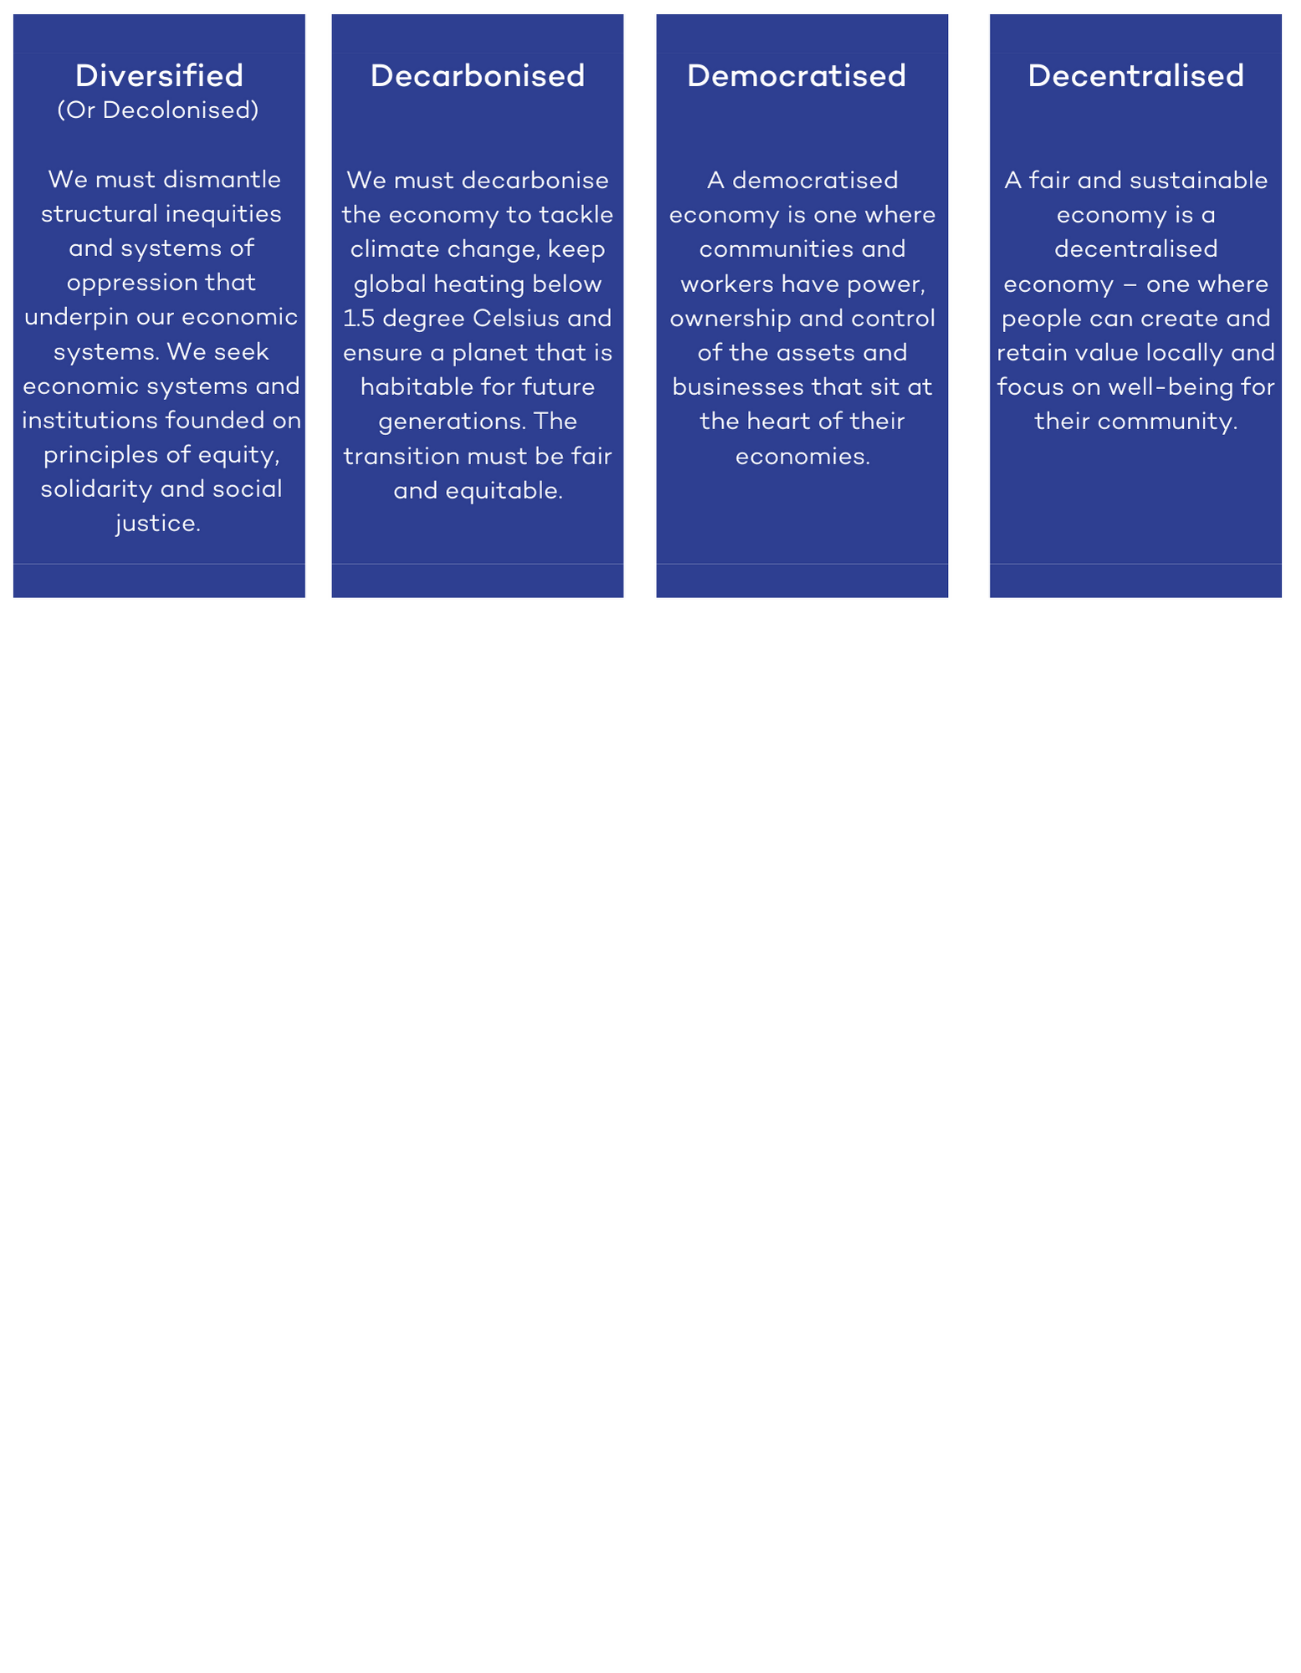 Diversified
(Or Decolonised)
We must dismantle
structural inequities
and systems of
oppression that
underpin our economic
systems. We seek
economic systems and
institutions founded on
principles of equity,
solidarity and social
justice.
Decarbonised
We must decarbonise
the economy to tackle
climate change, keep
global heating below
1.5 degree Celsius and
ensure a planet that is
habitable for future
generations. The
transition must be fair
and equitable.
Democratised
A democratised
economy is one where
communities and
workers have power,
ownership and control
of the assets and
businesses that sit at
the heart of their
economies.
Decentralised
A fair and sustainable
economy is a
decentralised
economy – one where
people can create and
retain value locally and
focus on well-being for
their community.